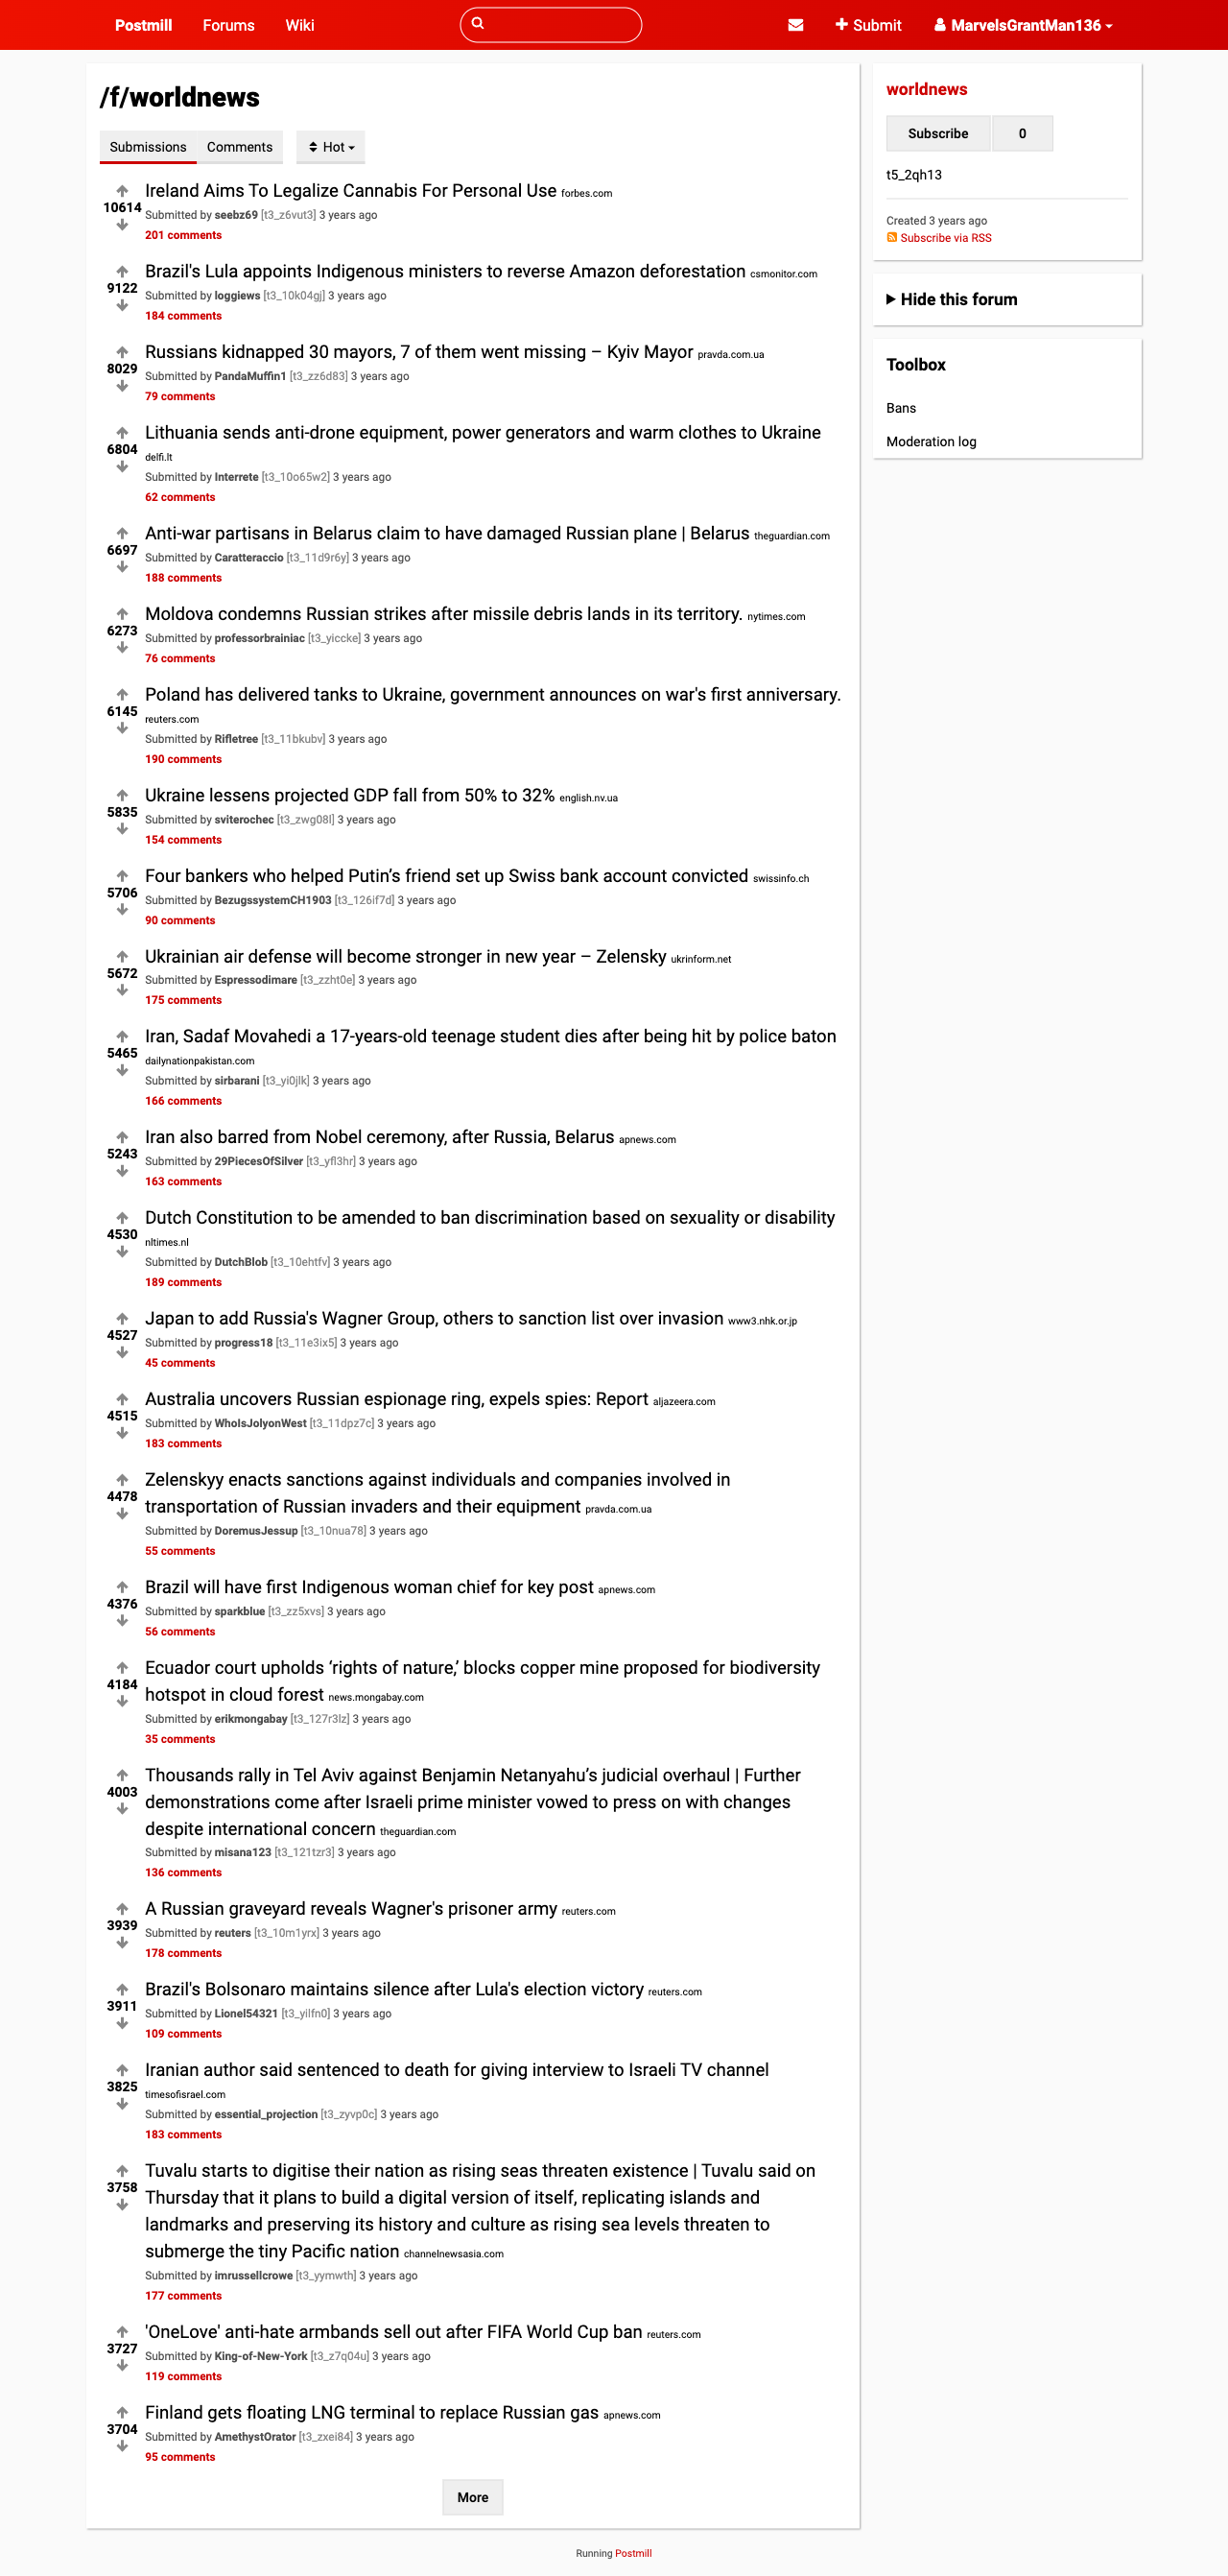 Postmill
Forums
Wiki
Submit
MarvelsGrantMan136
/f/worldnews
Submissions
Comments
Hot
Ireland Aims To Legalize Cannabis For Personal Use forbes.com
10614
Submitted by seebz69 [t3_z6vut3] 3 years ago
201 comments
Brazil's Lula appoints Indigenous ministers to reverse Amazon deforestation csmonitor.com
9122
Submitted by loggiews [t3_10k04gj] 3 years ago
184 comments
Russians kidnapped 30 mayors, 7 of them went missing – Kyiv Mayor pravda.com.ua
8029
Submitted by PandaMuffin1 [t3_zz6d83] 3 years ago
79 comments
Lithuania sends anti-drone equipment, power generators and warm clothes to Ukraine
6804
delfi.lt
Submitted by Interrete [t3_10o65w2] 3 years ago
62 comments
Anti-war partisans in Belarus claim to have damaged Russian plane | Belarus theguardian.com
6697
Submitted by Caratteraccio [t3_11d9r6y] 3 years ago
188 comments
Moldova condemns Russian strikes after missile debris lands in its territory. nytimes.com
6273
Submitted by professorbrainiac [t3_yiccke] 3 years ago
76 comments
Poland has delivered tanks to Ukraine, government announces on war's first anniversary.
6145
reuters.com
Submitted by Rifletree [t3_11bkubv] 3 years ago
190 comments
Ukraine lessens projected GDP fall from 50% to 32% english.nv.ua
5835
Submitted by sviterochec [t3_zwg08l] 3 years ago
154 comments
Four bankers who helped Putin’s friend set up Swiss bank account convicted swissinfo.ch
5706
Submitted by BezugssystemCH1903 [t3_126if7d] 3 years ago
90 comments
Ukrainian air defense will become stronger in new year – Zelensky ukrinform.net
5672
Submitted by Espressodimare [t3_zzht0e] 3 years ago
175 comments
Iran, Sadaf Movahedi a 17-years-old teenage student dies after being hit by police baton
5465
dailynationpakistan.com
Submitted by sirbarani [t3_yi0jlk] 3 years ago
166 comments
Iran also barred from Nobel ceremony, after Russia, Belarus apnews.com
5243
Submitted by 29PiecesOfSilver [t3_yfl3hr] 3 years ago
163 comments
Dutch Constitution to be amended to ban discrimination based on sexuality or disability
4530
nltimes.nl
Submitted by DutchBlob [t3_10ehtfv] 3 years ago
189 comments
Japan to add Russia's Wagner Group, others to sanction list over invasion www3.nhk.or.jp
4527
Submitted by progress18 [t3_11e3ix5] 3 years ago
45 comments
Australia uncovers Russian espionage ring, expels spies: Report aljazeera.com
4515
Submitted by WhoIsJolyonWest [t3_11dpz7c] 3 years ago
183 comments
Zelenskyy enacts sanctions against individuals and companies involved in
4478
transportation of Russian invaders and their equipment pravda.com.ua
Submitted by DoremusJessup [t3_10nua78] 3 years ago
55 comments
Brazil will have first Indigenous woman chief for key post apnews.com
4376
Submitted by sparkblue [t3_zz5xvs] 3 years ago
56 comments
Ecuador court upholds ‘rights of nature,’ blocks copper mine proposed for biodiversity
4184
hotspot in cloud forest news.mongabay.com
Submitted by erikmongabay [t3_127r3lz] 3 years ago
35 comments
Thousands rally in Tel Aviv against Benjamin Netanyahu’s judicial overhaul | Further
4003
demonstrations come after Israeli prime minister vowed to press on with changes
despite international concern theguardian.com
Submitted by misana123 [t3_121tzr3] 3 years ago
136 comments
A Russian graveyard reveals Wagner's prisoner army reuters.com
3939
Submitted by reuters [t3_10m1yrx] 3 years ago
178 comments
Brazil's Bolsonaro maintains silence after Lula's election victory reuters.com
3911
Submitted by Lionel54321 [t3_yilfn0] 3 years ago
109 comments
Iranian author said sentenced to death for giving interview to Israeli TV channel
3825
timesofisrael.com
Submitted by essential_projection [t3_zyvp0c] 3 years ago
183 comments
Tuvalu starts to digitise their nation as rising seas threaten existence | Tuvalu said on
3758
Thursday that it plans to build a digital version of itself, replicating islands and
landmarks and preserving its history and culture as rising sea levels threaten to
submerge the tiny Pacific nation channelnewsasia.com
Submitted by imrussellcrowe [t3_yymwth] 3 years ago
177 comments
'OneLove' anti-hate armbands sell out after FIFA World Cup ban reuters.com
3727
Submitted by King-of-New-York [t3_z7q04u] 3 years ago
119 comments
Finland gets floating LNG terminal to replace Russian gas apnews.com
3704
Submitted by AmethystOrator [t3_zxei84] 3 years ago
95 comments
More
worldnews
Subscribe
0
t5_2qh13
Created 3 years ago
Subscribe via RSS
Hide this forum
Toolbox
Bans
Moderation log
Running Postmill